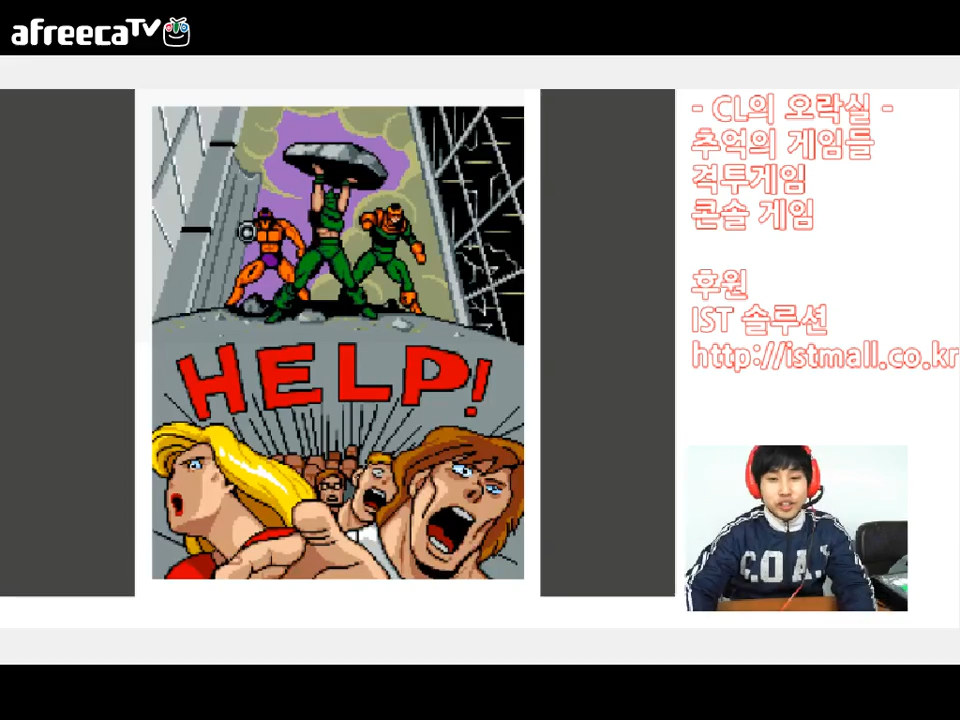 afreecaTV
- CL의 오락실 -
추억의 게임들
격투게임
콘솔 게임
후원
IST 솔루션
http://istmall.co.kr
HELP!
COA